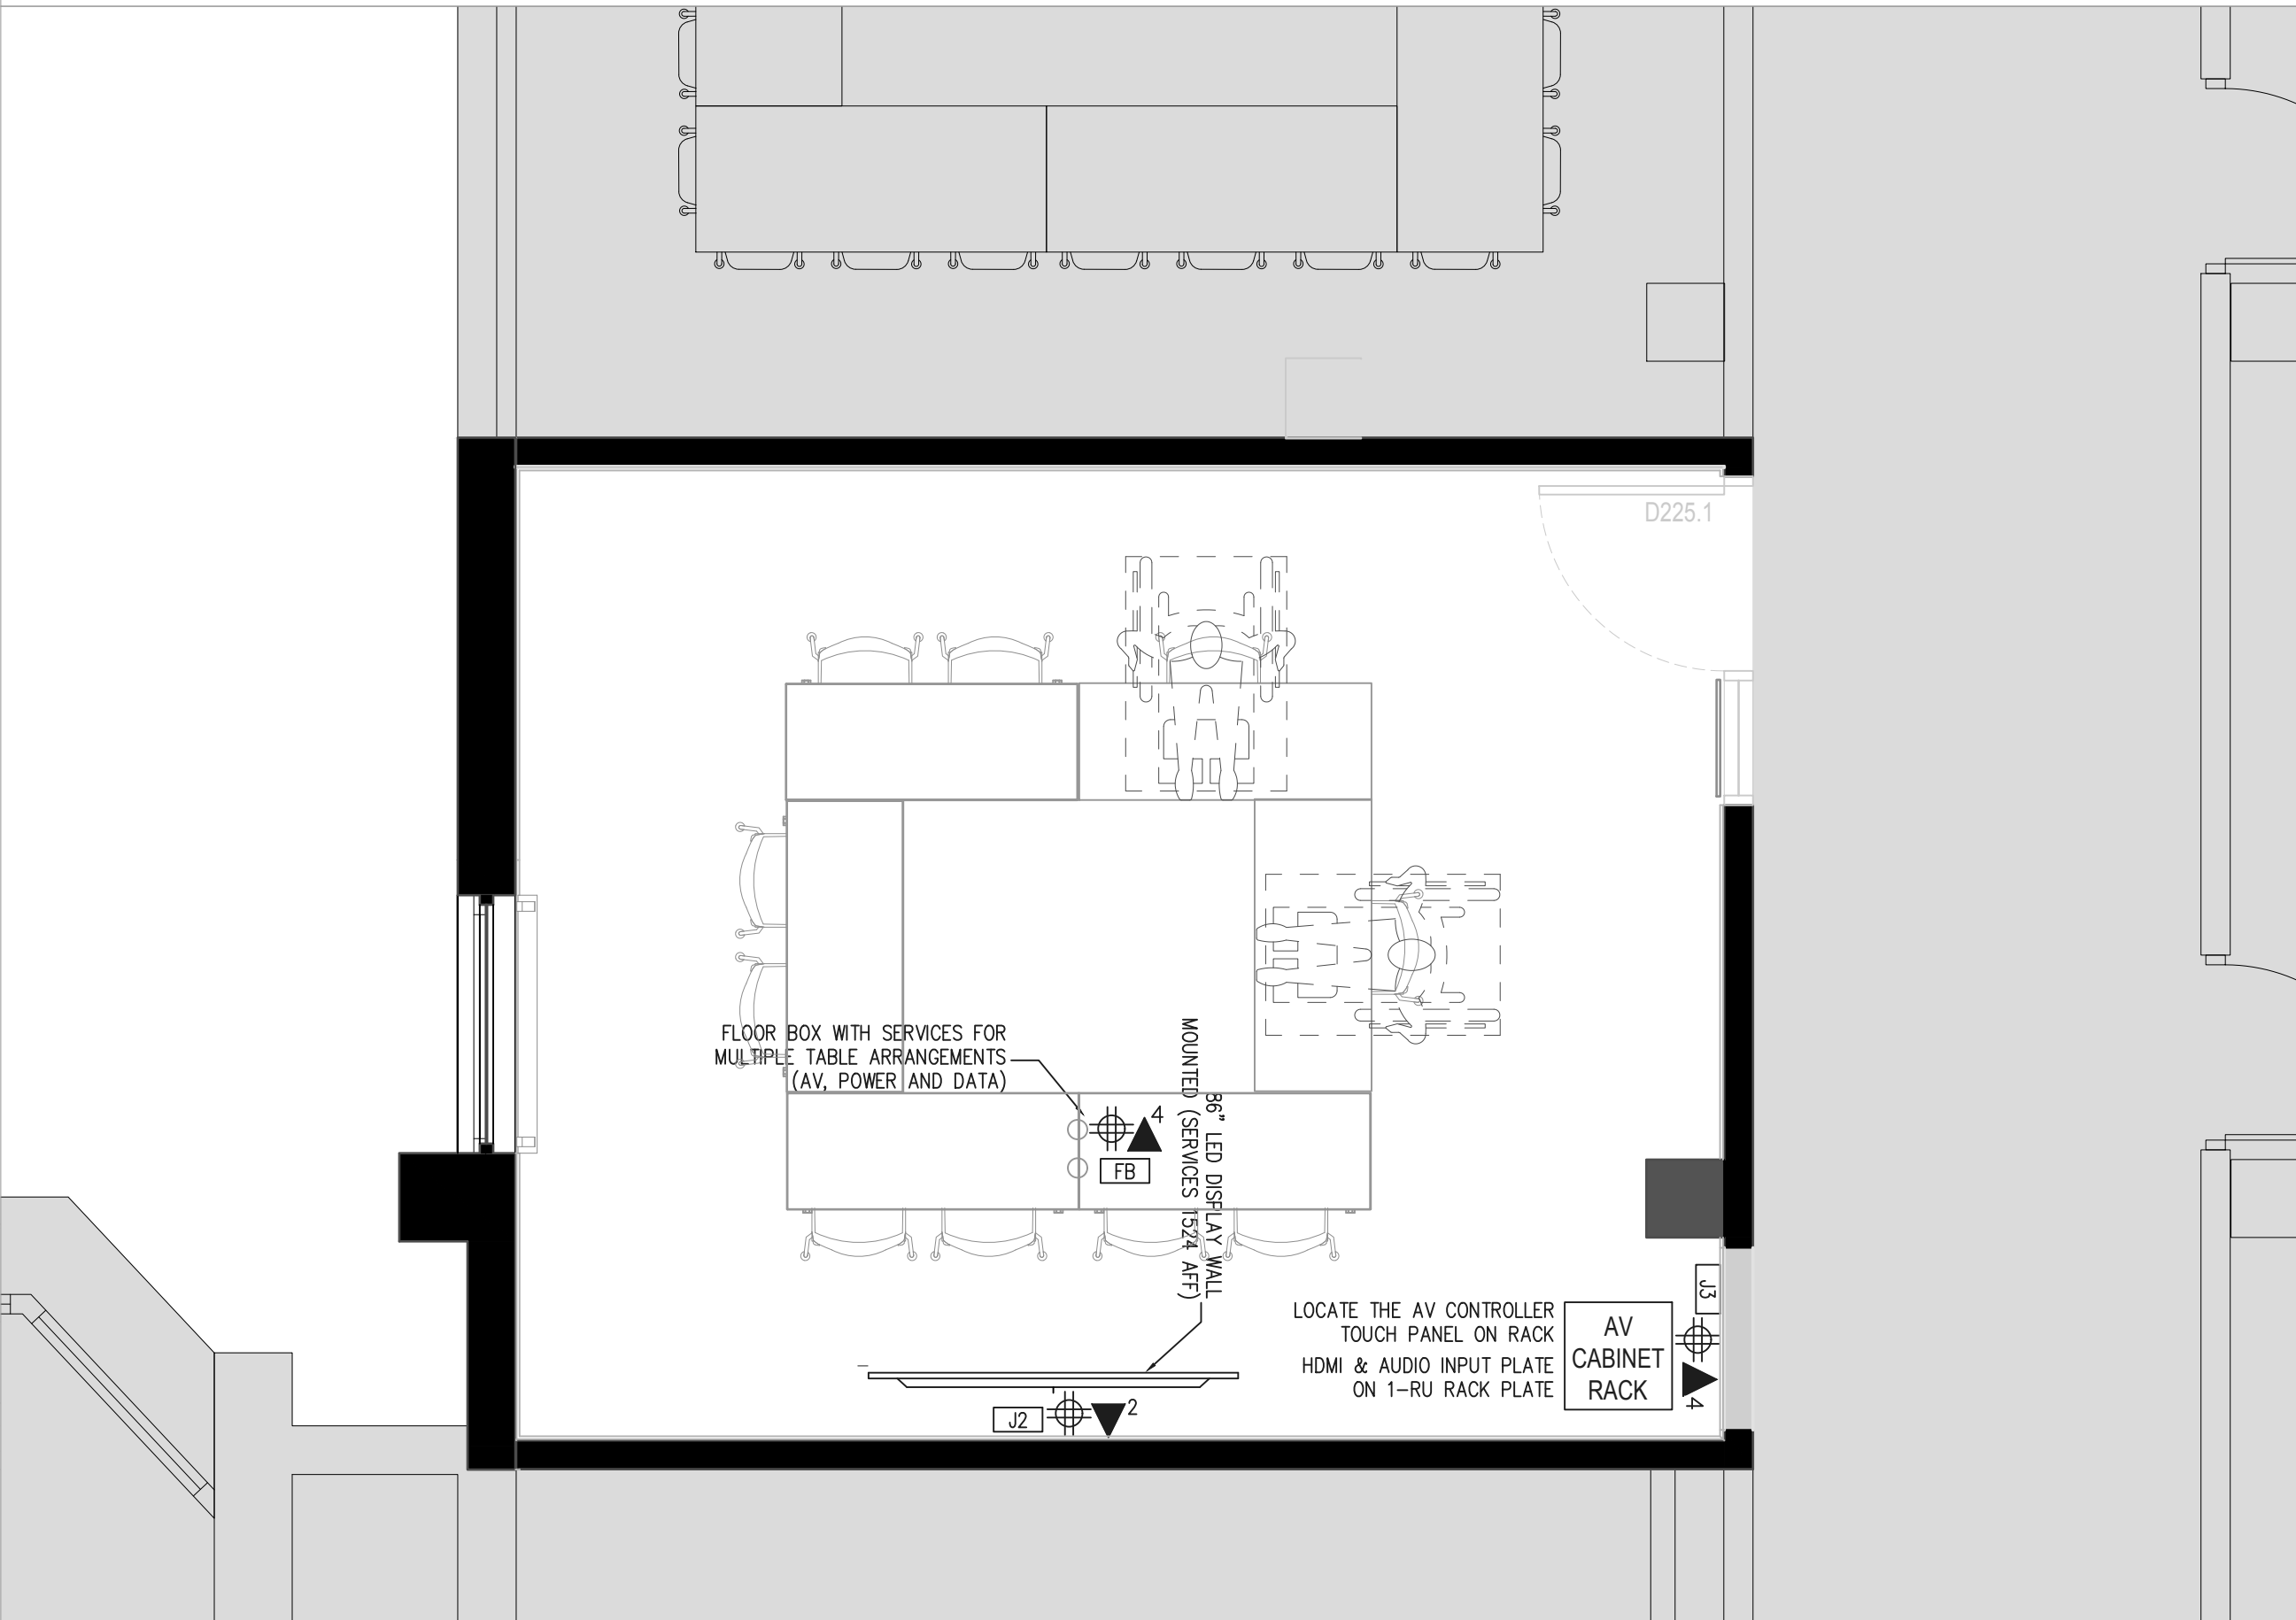 D225.1
FLOOR BOX WITH SERVICES FOR
MULTIPLE TABLE ARRANGEMENTS
(AV, POWER AND DATA)
4
FB
86" LED DISPLAY WALL
MOUNTED (SERVICES 1524 AFF)
J3
LOCATE THE AV CONTROLLER
TOUCH PANEL ON RACK
HDMI & AUDIO INPUT PLATE
ON 1-RU RACK PLATE
AV
CABINET
RACK
4
J2
2